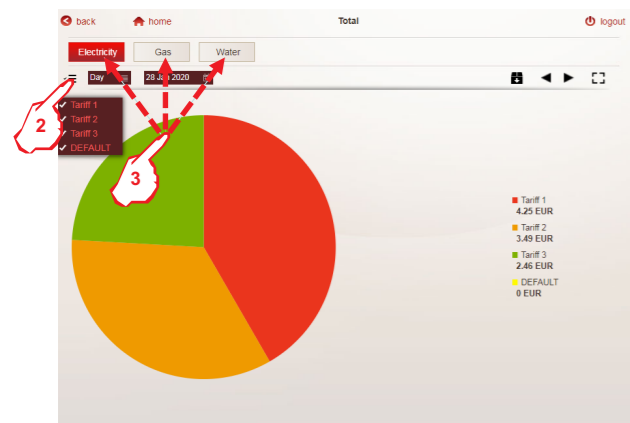 back home Total logout
Electricity Gas Water
Day 28 Jan 2020
Tariff 1
Tariff 2
Tariff 3
DEFAULT
2
3
Tariff 1
4.25 EUR
Tariff 2
3.49 EUR
Tariff 3
2.46 EUR
DEFAULT
0 EUR